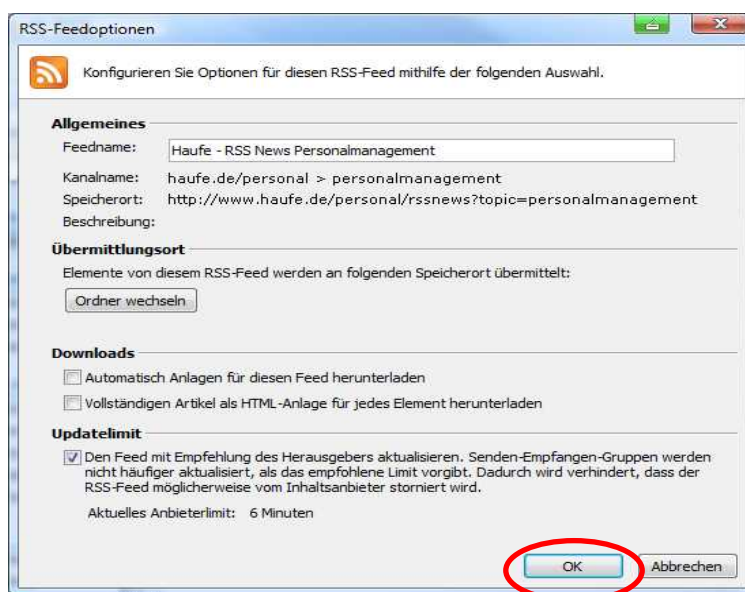 RSS-Feedoptionen
Konfigurieren Sie Optionen für diesen RSS-Feed mithilfe der folgenden Auswahl.
Allgemeines
Feedname: Haufe - RSS News Personalmanagement
Kanalname: haufe.de/personal > personalmanagement
Speicherort: http://www.haufe.de/personal/rssnews?topic=personalmanagement
Beschreibung:
Übermittlungsort
Elemente von diesem RSS-Feed werden an folgenden Speicherort übermittelt:
Ordner wechseln
Downloads
Automatisch Anlagen für diesen Feed herunterladen
Vollständigen Artikel als HTML-Anlage für jedes Element herunterladen
Updatelimit
Den Feed mit Empfehlung des Herausgebers aktualisieren. Senden-Empfangen-Gruppen werden
nicht häufiger aktualisiert, als das empfohlene Limit vorgibt. Dadurch wird verhindert, dass der
RSS-Feed möglicherweise vom Inhaltsanbieter storniert wird.
Aktuelles Anbieterlimit: 6 Minuten
OK Abbrechen